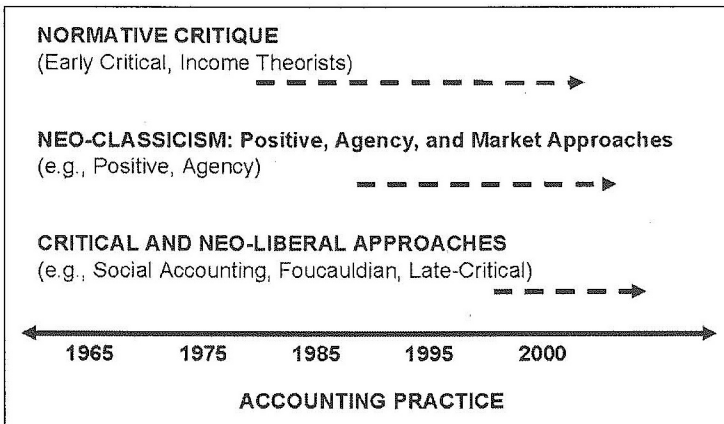 NORMATIVE CRITIQUE
(Early Critical, Income Theorists)
NEO-CLASSICISM: Positive, Agency, and Market Approaches
(e.g., Positive, Agency)
CRITICAL AND NEO-LIBERAL APPROACHES
(e.g., Social Accounting, Foucauldian, Late-Critical)
1965 1975 1985 1995 2000
ACCOUNTING PRACTICE